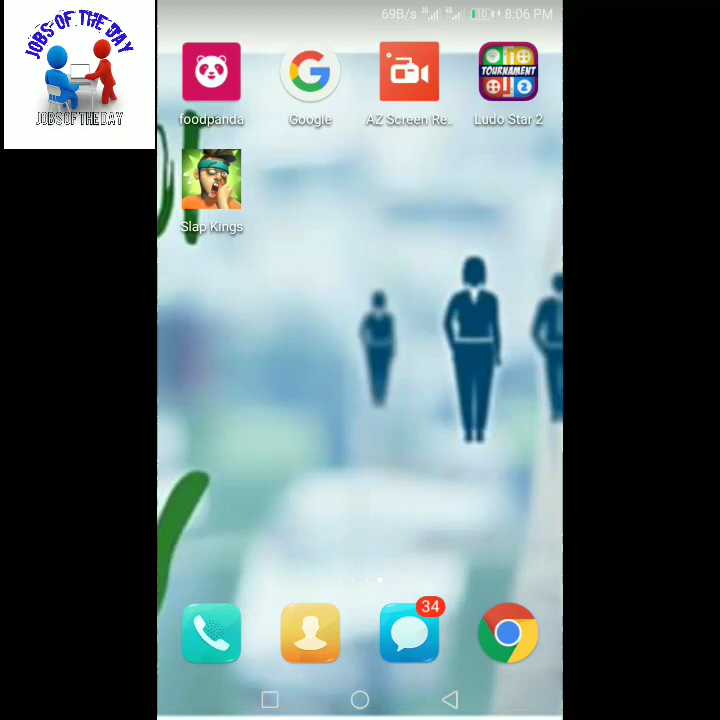 JOBS OF THE DAY
JOBS OF THE DAY
69B/s 8:06 PM
foodpanda
Google
AZ Screen Re..
TOURNAMENT
2
Ludo Star 2
Slap Kings
34